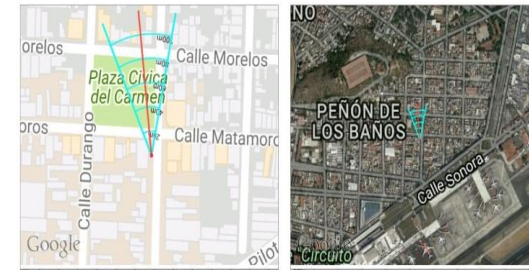 orelos
Calle Morelos
Plaza Cívica
del Carmen
oros
Calle Matamoro
Calle Durango
Google
Pilot
NO
PEÑÓN DE
LOS BAÑOS
Calle Sonora
"Circuito